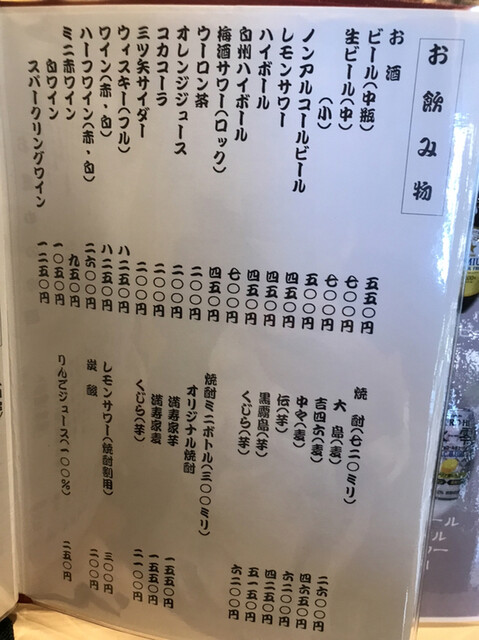 お飲み物
お酒 五五〇円
ビール(中瓶) 七〇〇円
生ビール(中) 七〇〇円
(小) 五〇〇円
ノンアルコールビール 四五〇円
レモンサワー 四五〇円
ハイボール 四五〇円
白州ハイボール 七〇〇円
梅酒サワー(ロック) 四五〇円
ウーロン茶 二〇〇円
オレンジジュース 二〇〇円
コカコーラ 二〇〇円
三ツ矢サイダー 二〇〇円
ウィスキー(フル) 八二五〇円
ワイン(赤・白) 八二五〇円
ハーフワイン(赤・白) 二六〇〇円
ミニ赤ワイン 九五〇円
白ワイン 一〇五〇円
スパークリングワイン 一二五〇円
焼酎(七二〇ミリ)
大島(麦) 二六〇〇円
吉四六(麦) 四六五〇円
中々(麦) 六二〇〇円
伝(芋) 四二五〇円
黒霧島(芋) 五一五〇円
くじら(芋) 六二〇〇円
焼酎ミニボトル(三〇〇ミリ)
オリジナル焼酎
満寿家芋 一五五〇円
満寿家麦 一五五〇円
くじら(芋) 二一〇〇円
レモンサワー(焼酎割用) 三〇〇円
炭酸 二〇〇円
りんごジュース(一〇〇%) 二五〇円